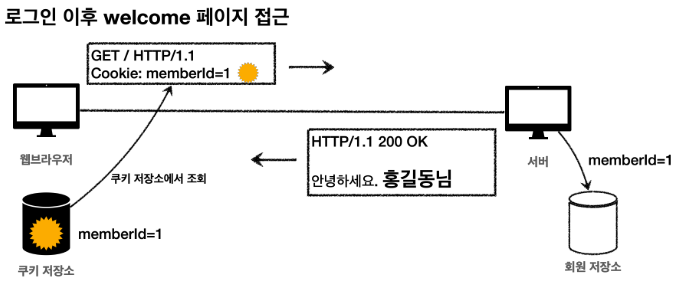 로그인 이후 welcome 페이지 접근
GET / HTTP/1.1
Cookie: memberId=1
웹브라우저
HTTP/1.1 200 OK
안녕하세요. 홍길동님
서버
memberId=1
쿠키 저장소에서 조회
memberId=1
쿠키 저장소
회원 저장소